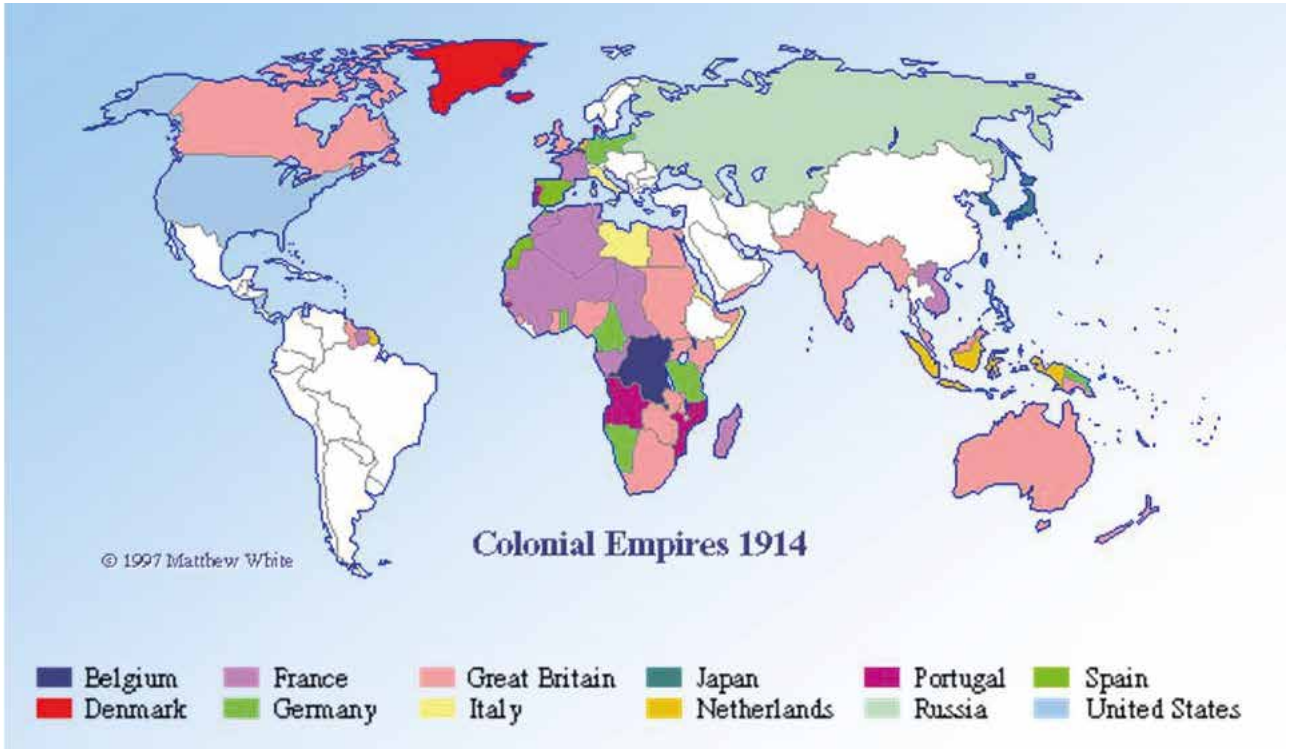 Colonial Empires 1914
© 1997 Matthew White
Belgium France Great Britain Japan Portugal Spain
Denmark Germany Italy Netherlands Russia United States